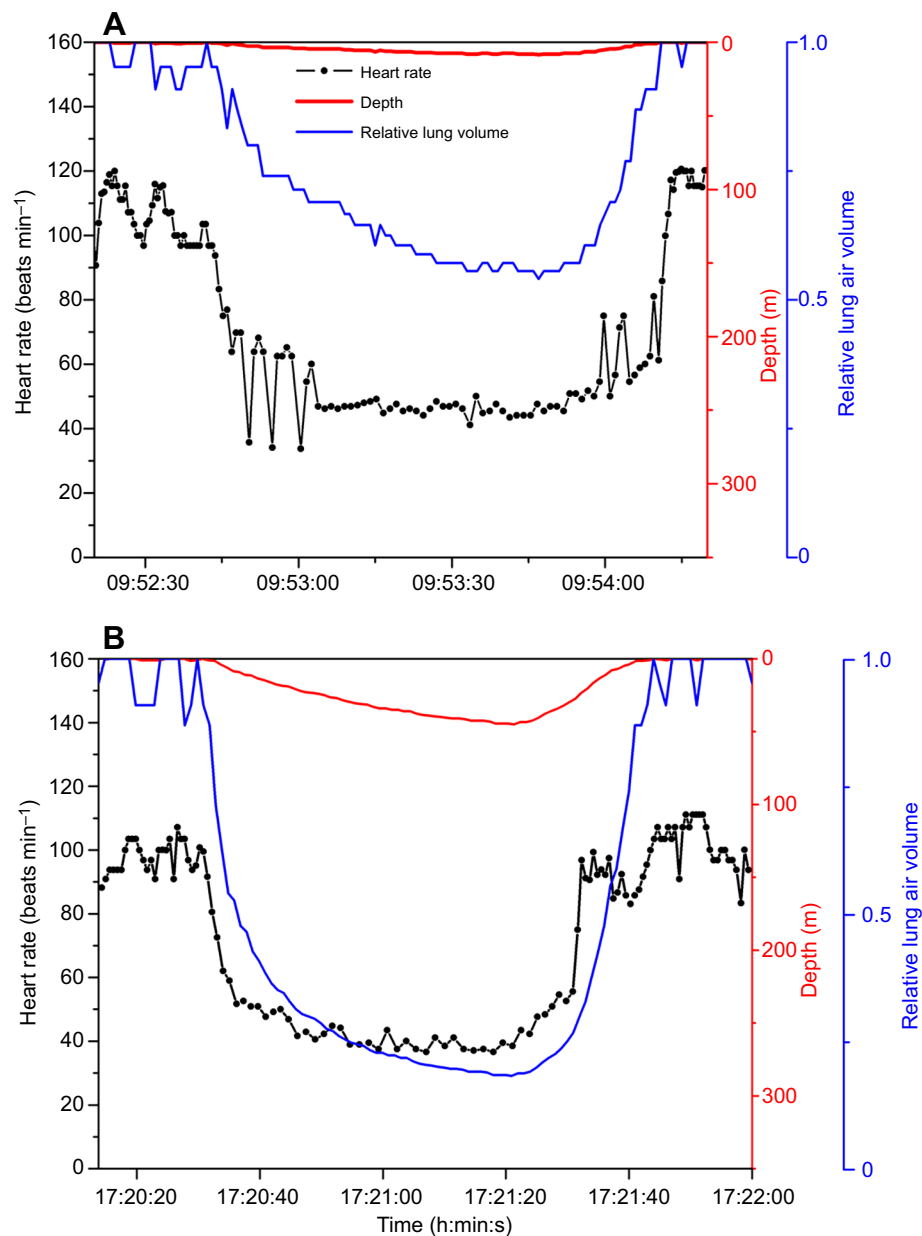 A
160
140
120
100
80
60
40
20
0
Heart rate (beats min–1)
Heart rate
Depth
Relative lung volume
0
100
200
300
Depth (m)
1.0
0.5
0
Relative lung air volume
09:52:30 09:53:00 09:53:30 09:54:00
B
160
140
120
100
80
60
40
20
0
Heart rate (beats min–1)
0
100
200
300
Depth (m)
1.0
0.5
0
Relative lung air volume
17:20:20 17:20:40 17:21:00 17:21:20 17:21:40 17:22:00
Time (h:min:s)